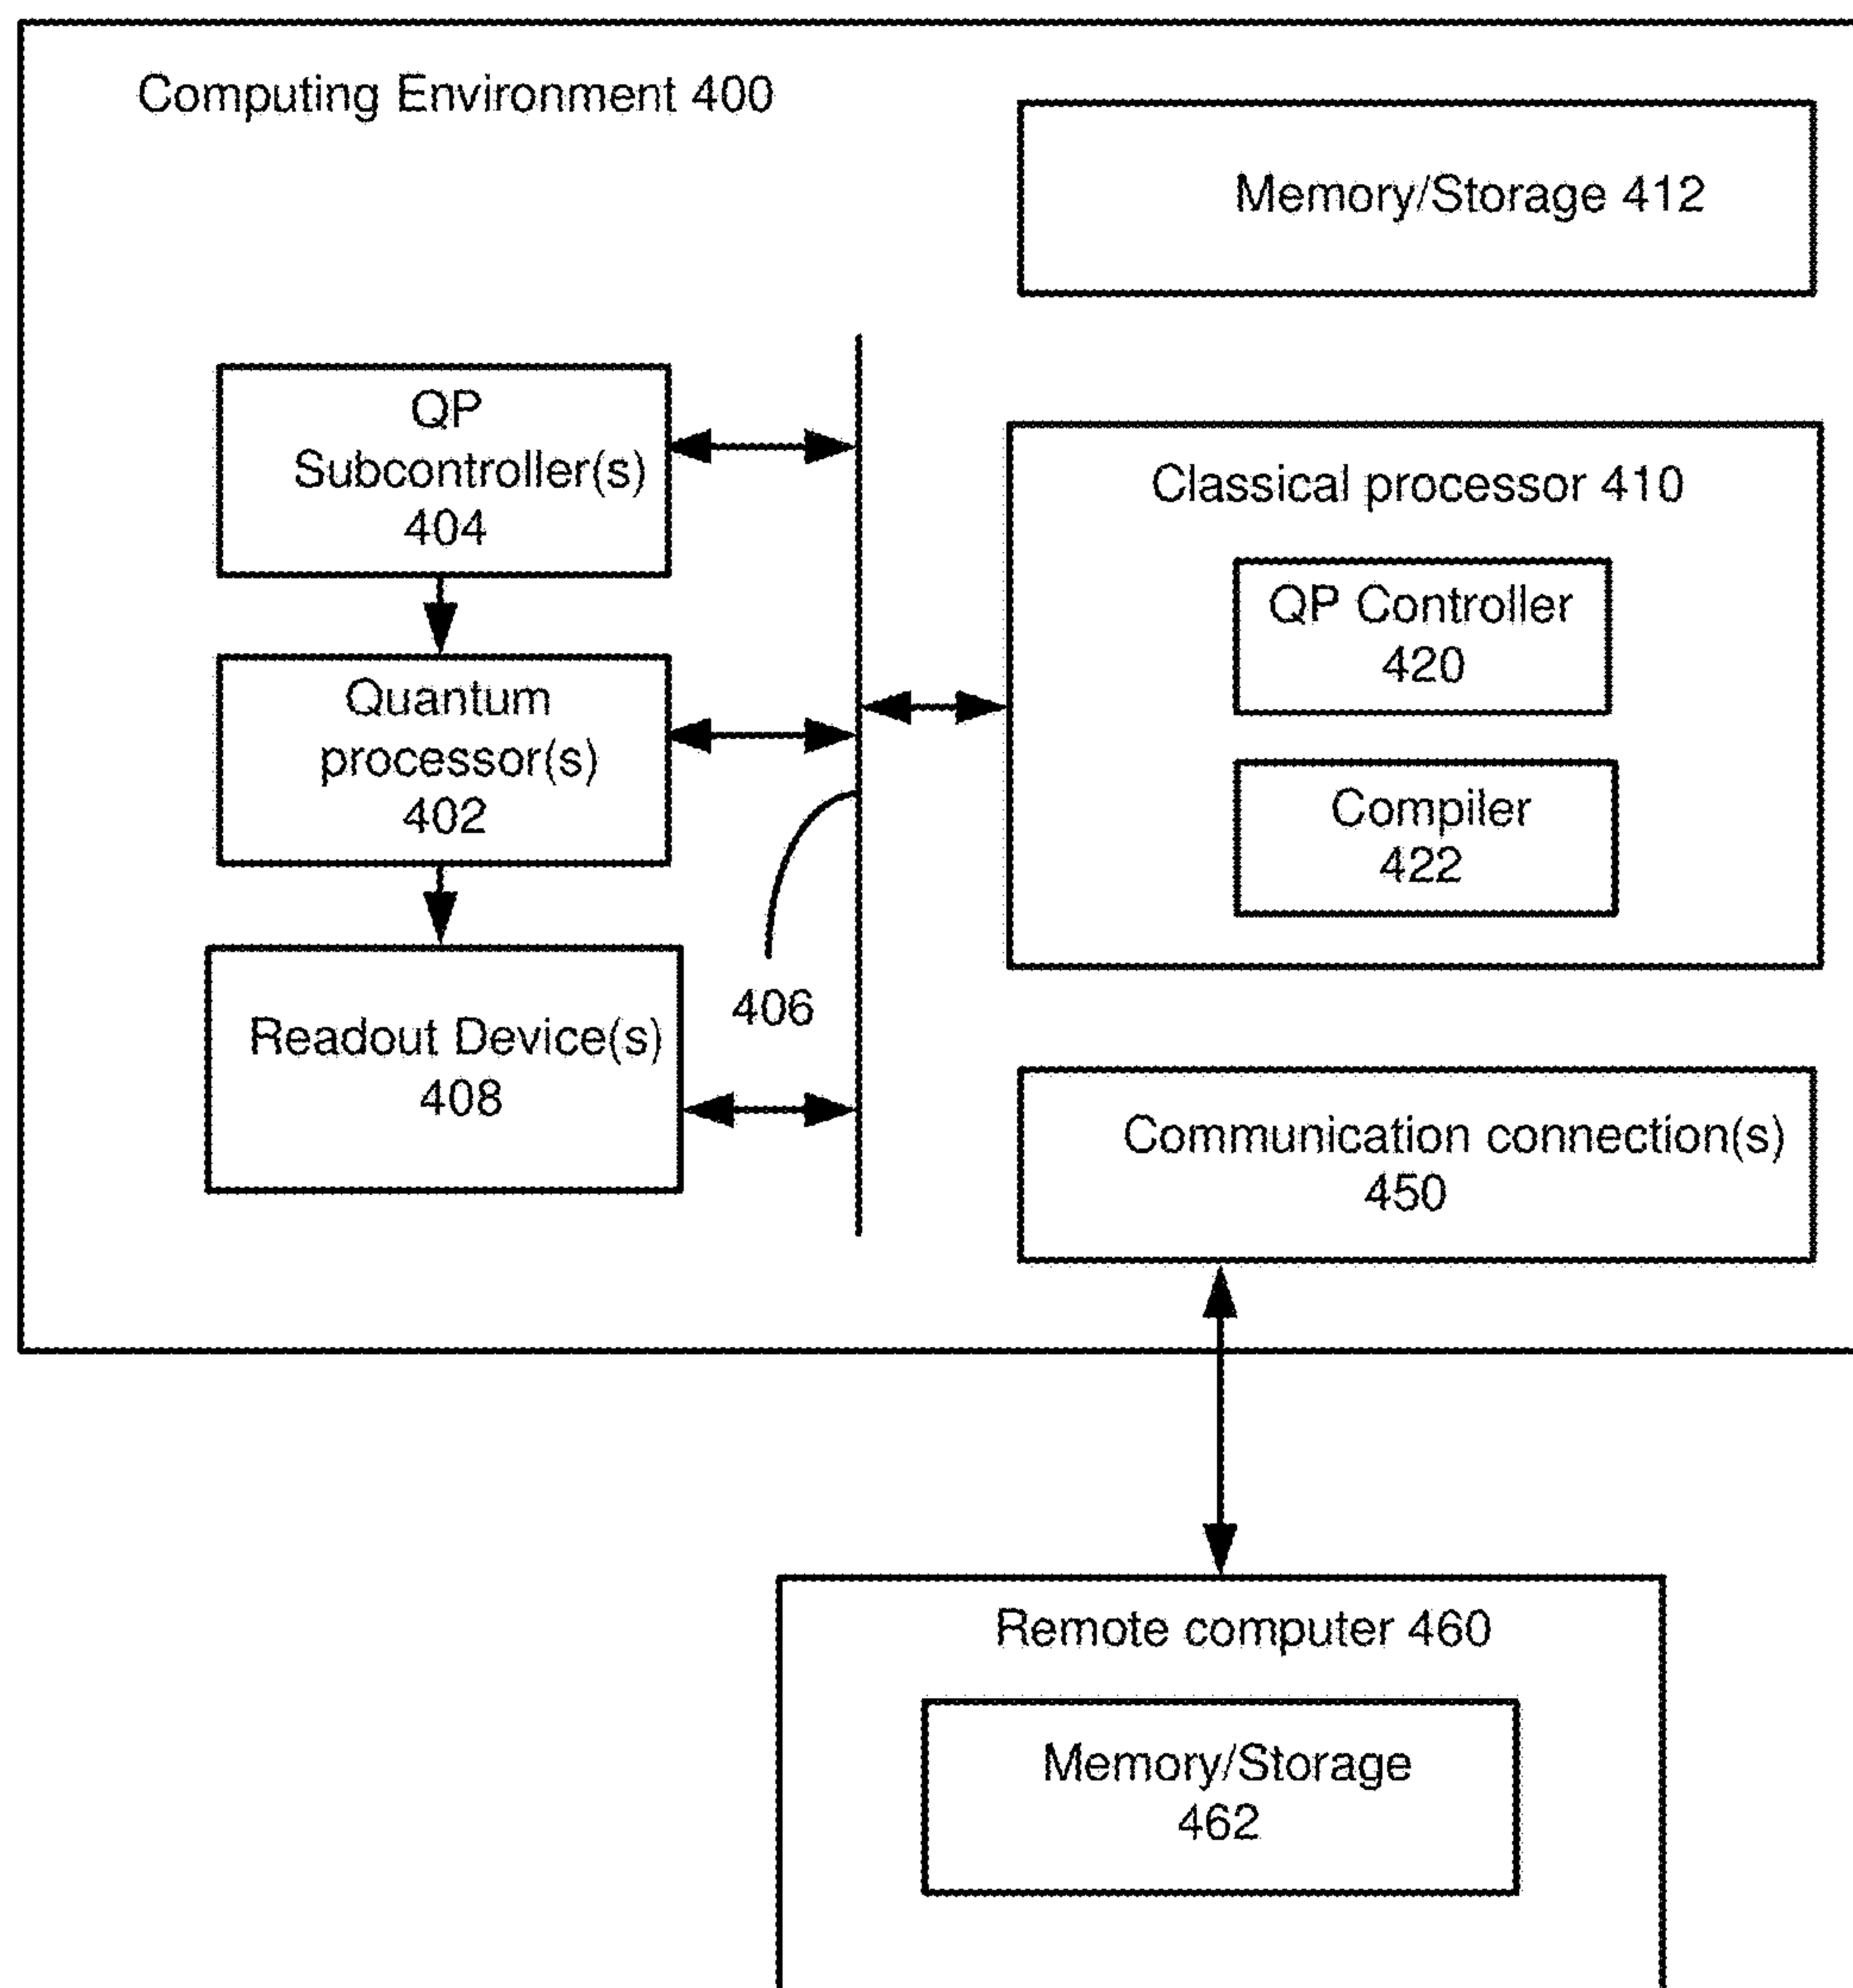 Computing Environment 400
Memory/Storage 412
QP
Subcontroller(s)
404
Classical processor 410
QP Controller
420
Quantum
processor(s)
402
Compiler
422
406
Readout Device(s)
408
Communication connection(s)
450
Remote computer 460
Memory/Storage
462